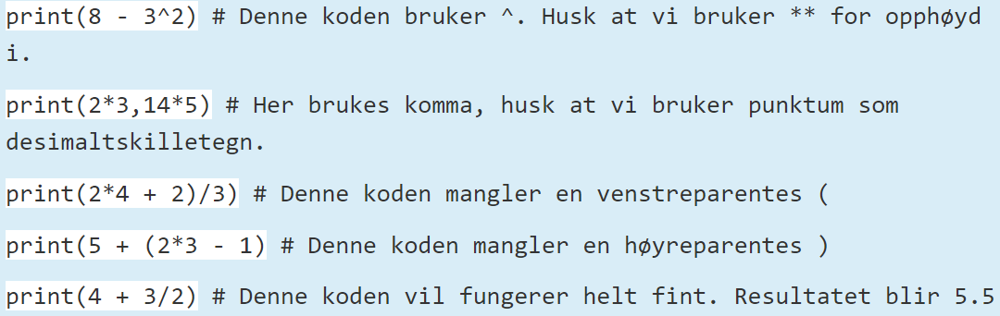 print(8 - 3^2) # Denne koden bruker ^. Husk at vi bruker ** for opphøyd
i.
print(2*3,14*5) # Her brukes komma, husk at vi bruker punktum som
desimaltskilletegn.
print(2*4 + 2)/3) # Denne koden mangler en venstreparentes (
print(5 + (2*3 - 1) # Denne koden mangler en høyreparentes )
print(4 + 3/2) # Denne koden vil fungerer helt fint. Resultatet blir 5.5